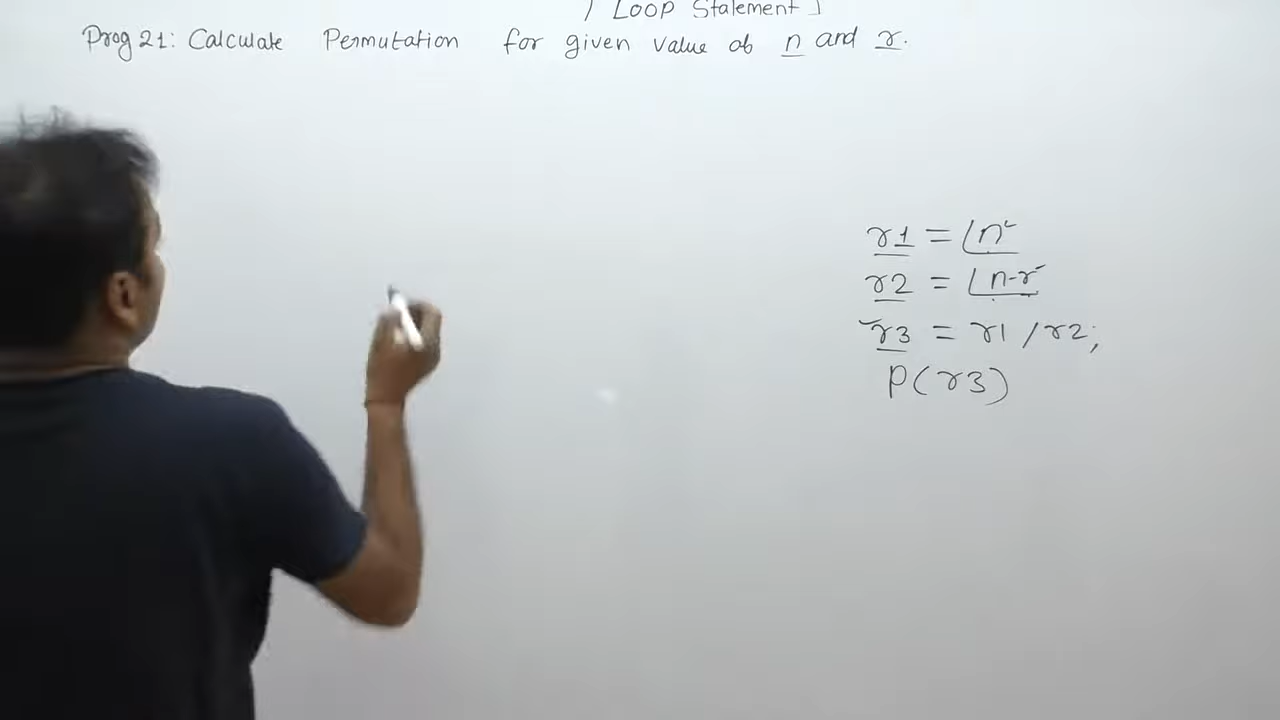 [ Loop Statement ]
Prog 21: Calculate Permutation for given value of n and r.
r1 = ⌊n
r2 = ⌊n-r
r3 = r1 / r2;
P(r3)